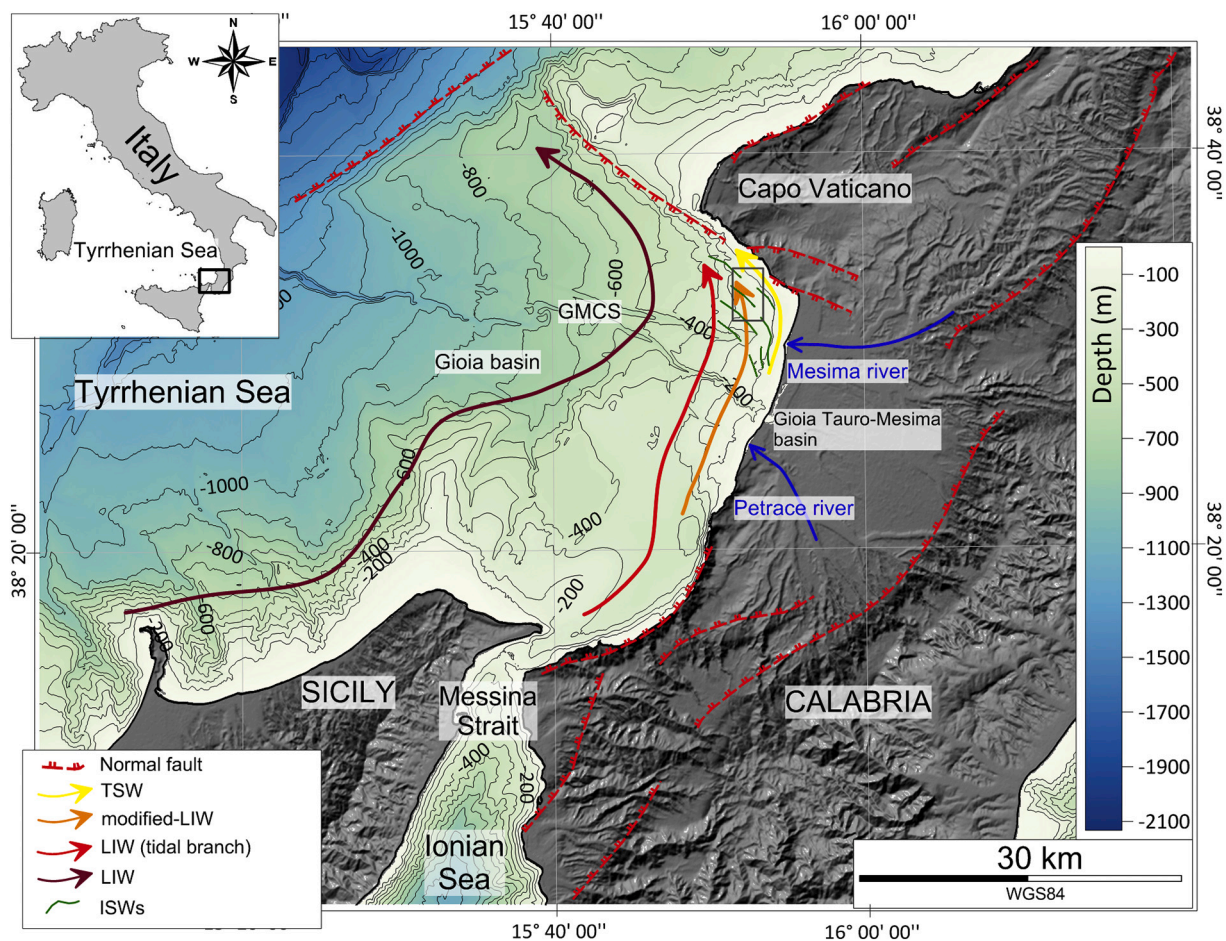 15° 40' 00''
16° 00' 00''
N
W
E
S
Italy
Tyrrhenian Sea
38° 40' 00''
Capo Vaticano
-800
-1000
-600
GMCS
-400
Gioia basin
Tyrrhenian Sea
Mesima river
-200
Gioia Tauro-Mesima
basin
-600
-1000
Petrace river
-400
38° 20' 00''
38° 20' 00''
-800
-400
-200
-200
-600
-200
SICILY
Messina
Strait
CALABRIA
400
200
Ionian
Sea
Depth (m)
-100
-300
-500
-700
-900
-1100
-1300
-1500
-1700
-1900
-2100
Normal fault
TSW
modified-LIW
LIW (tidal branch)
LIW
ISWs
30 km
WGS84
15° 40' 00''
16° 00' 00''